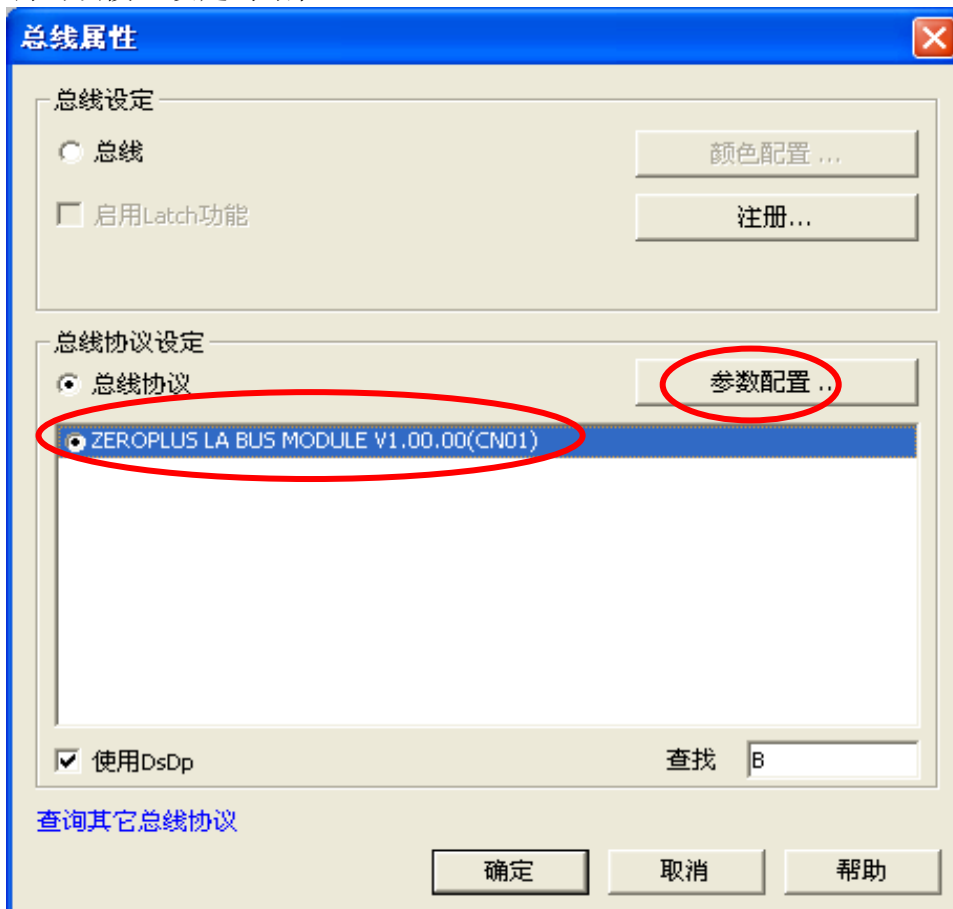 总线属性
总线设定
总线
颜色配置 ...
启用Latch功能
注册...
总线协议设定
总线协议
参数配置 ..
ZEROPLUS LA BUS MODULE V1.00.00(CN01)
使用DsDp
查找 B
查询其它总线协议
确定 取消 帮助